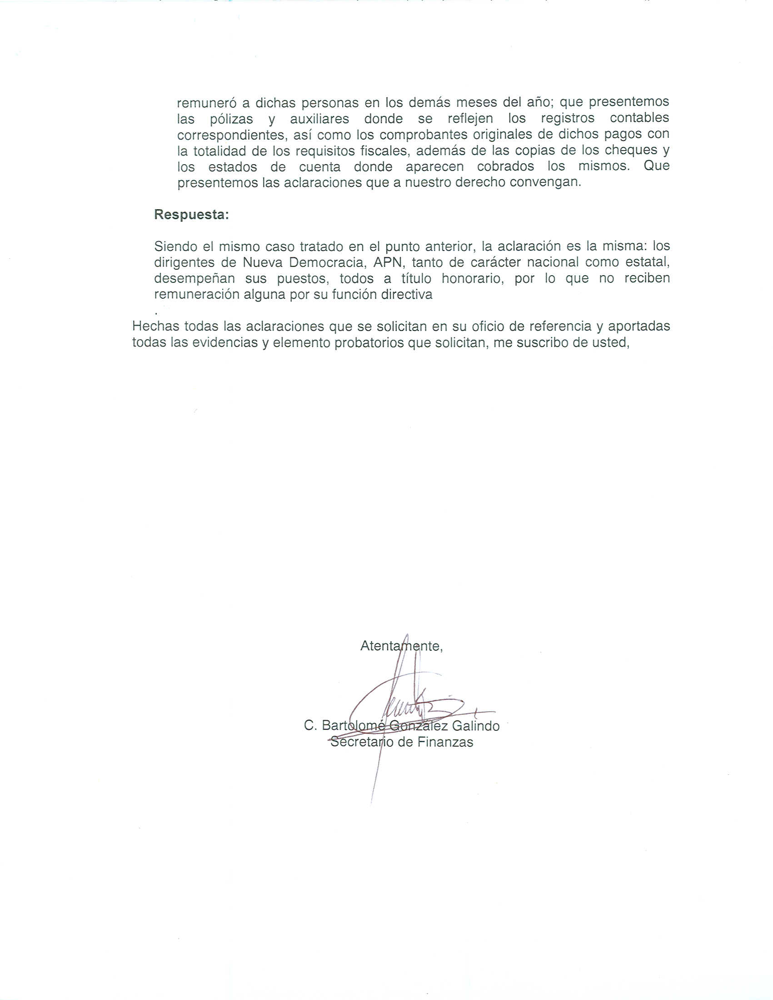 remuneró a dichas personas en los demás meses del año; que presentemos
las pólizas y auxiliares donde se reflejen los registros contables
correspondientes, así como los comprobantes originales de dichos pagos con
la totalidad de los requisitos fiscales, además de las copias de los cheques y
los estados de cuenta donde aparecen cobrados los mismos. Que
presentemos las aclaraciones que a nuestro derecho convengan.
Respuesta:
Siendo el mismo caso tratado en el punto anterior, la aclaración es la misma: los
dirigentes de Nueva Democracia, APN, tanto de carácter nacional como estatal,
desempeñan sus puestos, todos a título honorario, por lo que no reciben
remuneración alguna por su función directiva
.
Hechas todas las aclaraciones que se solicitan en su oficio de referencia y aportadas
todas las evidencias y elemento probatorios que solicitan, me suscribo de usted,
Atentamente,
C. Bartolomé González Galindo
Secretario de Finanzas